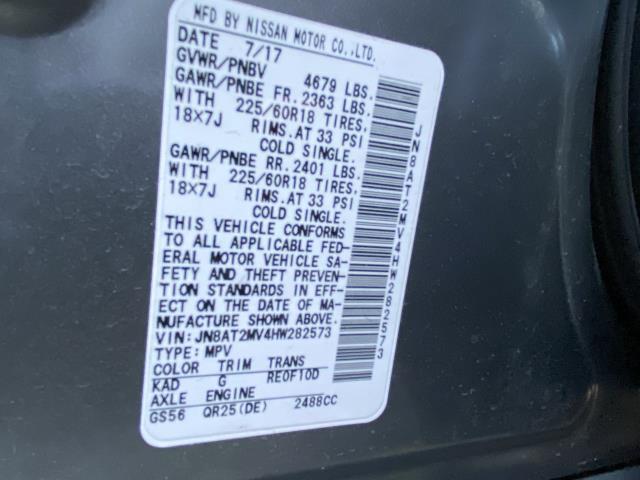 MFD BY NISSAN MOTOR CO.,LTD.
DATE 7/17
GVWR/PNBV 4679 LBS.
GAWR/PNBE FR. 2363 LBS.
WITH 225/60R18 TIRES,
18X7J RIMS.AT 33 PSI
COLD SINGLE.
GAWR/PNBE RR. 2401 LBS.
WITH 225/60R18 TIRES,
18X7J RIMS.AT 33 PSI
COLD SINGLE.
THIS VEHICLE CONFORMS
TO ALL APPLICABLE FED-
ERAL MOTOR VEHICLE SA-
FETY AND THEFT PREVEN-
TION STANDARDS IN EFF-
ECT ON THE DATE OF MA-
NUFACTURE SHOWN ABOVE.
VIN:JN8AT2MV4HW282573
TYPE:MPV
COLOR TRIM TRANS
KAD G RE0F10D
AXLE ENGINE
GS56 QR25(DE) 2488CC
JN8AT2MV4HW282573